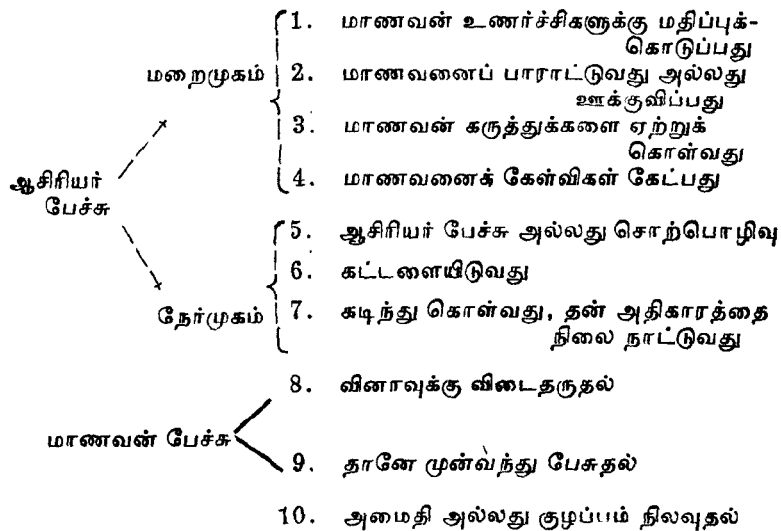 1. மாணவன் உணர்ச்சிகளுக்கு மதிப்புக்-
கொடுப்பது
மறைமுகம்
2. மாணவனைப் பாராட்டுவது அல்லது
ஊக்குவிப்பது
3. மாணவன் கருத்துக்களை ஏற்றுக்
கொள்வது
4. மாணவனைக் கேள்விகள் கேட்பது
ஆசிரியர்
பேச்சு
5. ஆசிரியர் பேச்சு அல்லது சொற்பொழிவு
6. கட்டளையிடுவது
நேர்முகம்
7. கடிந்து கொள்வது, தன் அதிகாரத்தை
நிலை நாட்டுவது
8. வினாவுக்கு விடைதருதல்
மாணவன் பேச்சு
9. தானே முன்வந்து பேசுதல்
10. அமைதி அல்லது குழப்பம் நிலவுதல்